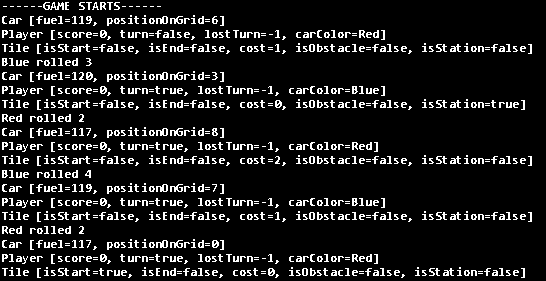 ------GAME STARTS------
Car [fuel=119, positionOnGrid=6]
Player [score=0, turn=false, lostTurn=-1, carColor=Red]
Tile [isStart=false, isEnd=false, cost=1, isObstacle=false, isStation=false]
Blue rolled 3
Car [fuel=120, positionOnGrid=3]
Player [score=0, turn=true, lostTurn=-1, carColor=Blue]
Tile [isStart=false, isEnd=false, cost=0, isObstacle=false, isStation=true]
Red rolled 2
Car [fuel=117, positionOnGrid=8]
Player [score=0, turn=true, lostTurn=-1, carColor=Red]
Tile [isStart=false, isEnd=false, cost=2, isObstacle=false, isStation=false]
Blue rolled 4
Car [fuel=119, positionOnGrid=7]
Player [score=0, turn=true, lostTurn=-1, carColor=Blue]
Tile [isStart=false, isEnd=false, cost=1, isObstacle=false, isStation=false]
Red rolled 2
Car [fuel=117, positionOnGrid=0]
Player [score=0, turn=true, lostTurn=-1, carColor=Red]
Tile [isStart=true, isEnd=false, cost=0, isObstacle=false, isStation=false]